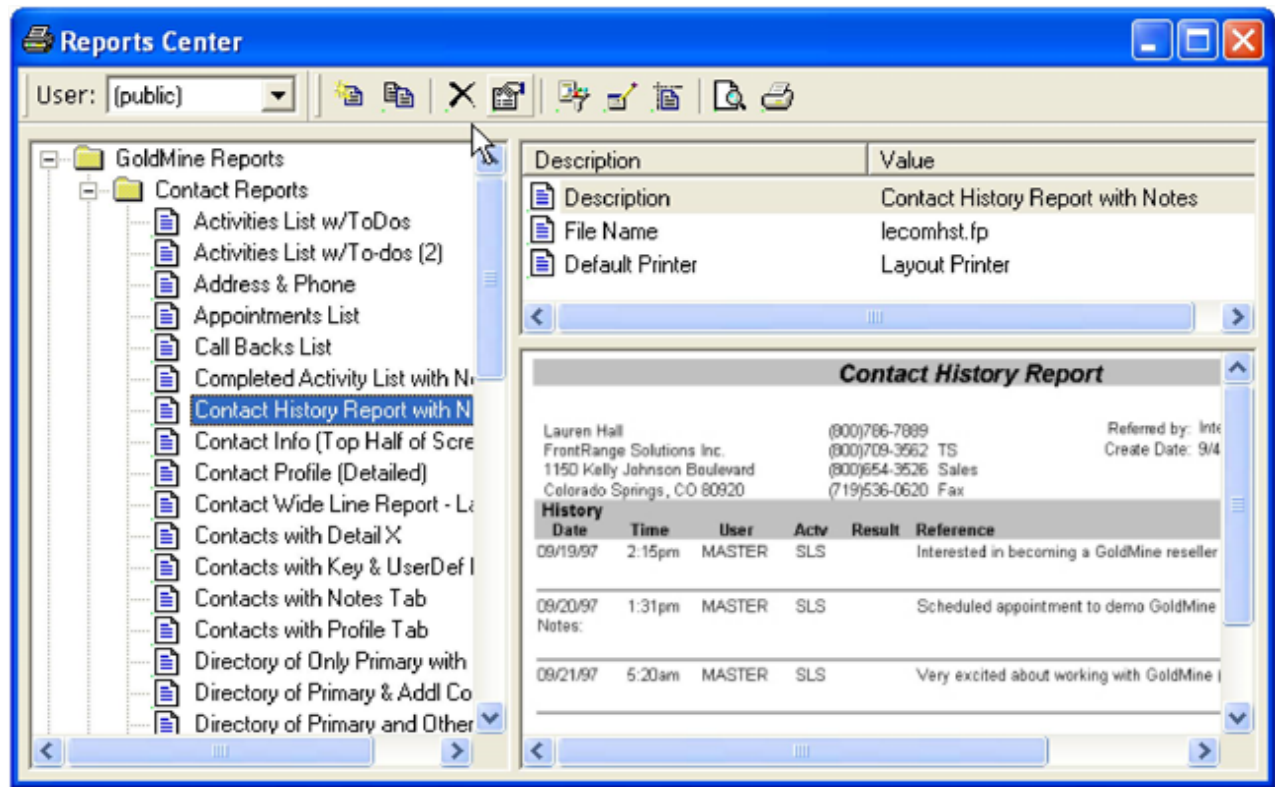 Reports Center
User: (public)
GoldMine Reports
Contact Reports
Activities List w/ToDos
Activities List w/To-dos (2)
Address & Phone
Appointments List
Call Backs List
Completed Activity List with
Contact History Report with N
Contact Info (Top Half of Scre
Contact Profile (Detailed)
Contact Wide Line Report - La
Contacts with Detail X
Contacts with Key & UserDef
Contacts with Notes Tab
Contacts with Profile Tab
Directory of Only Primary with
Directory of Primary & Addl Co
Directory of Primary and Other
Description Value
Description Contact History Report with Notes
File Name lecomhst.fp
Default Printer Layout Printer
Contact History Report
Lauren Hall (800)786-7889 Referred by: Inte
FrontRange Solutions Inc. (800)709-3562 TS Create Date: 9/4
1150 Kelly Johnson Boulevard (800)654-3526 Sales
Colorado Springs, CO 80920 (719)536-0620 Fax
History
Date Time User Actv Result Reference
09/19/97 2:15pm MASTER SLS Interested in becoming a GoldMine reseller
09/20/97 1:31pm MASTER SLS Scheduled appointment to demo GoldMine
Notes:
09/21/97 5:20am MASTER SLS Very excited about working with GoldMine